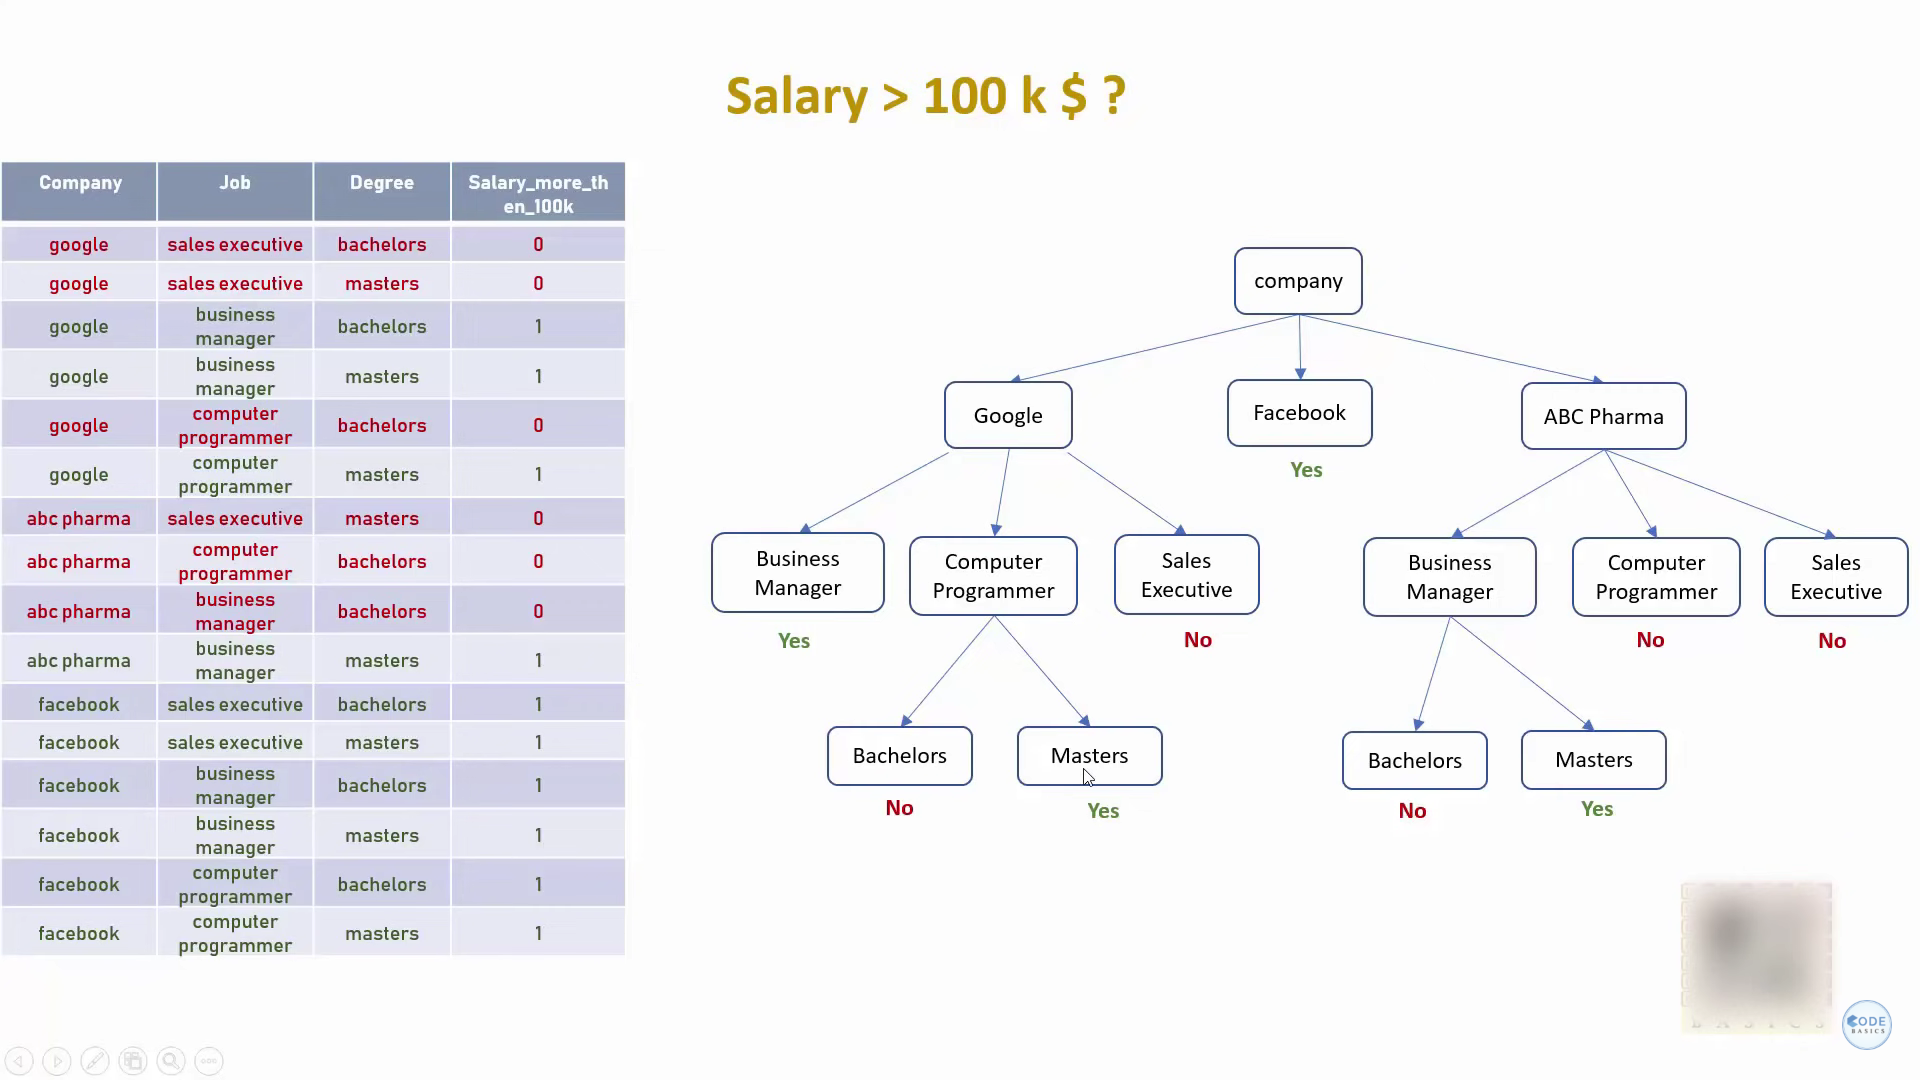 Salary > 100 k $ ?
Company Job Degree Salary_more_th
en_100k
google sales executive bachelors 0
google sales executive masters 0
google business
manager bachelors 1
google business
manager masters 1
google computer
programmer bachelors 0
google computer
programmer masters 1
abc pharma sales executive masters 0
abc pharma computer
programmer bachelors 0
abc pharma business
manager bachelors 0
abc pharma business
manager masters 1
facebook sales executive bachelors 1
facebook sales executive masters 1
facebook business
manager bachelors 1
facebook business
manager masters 1
facebook computer
programmer bachelors 1
facebook computer
programmer masters 1
company
Google
Facebook
ABC Pharma
Yes
Business
Manager
Computer
Programmer
Sales
Executive
Business
Manager
Computer
Programmer
Sales
Executive
Yes
No
No
No
Bachelors
Masters
Bachelors
Masters
No
Yes
No
Yes
BASICS
CODE
BASICS